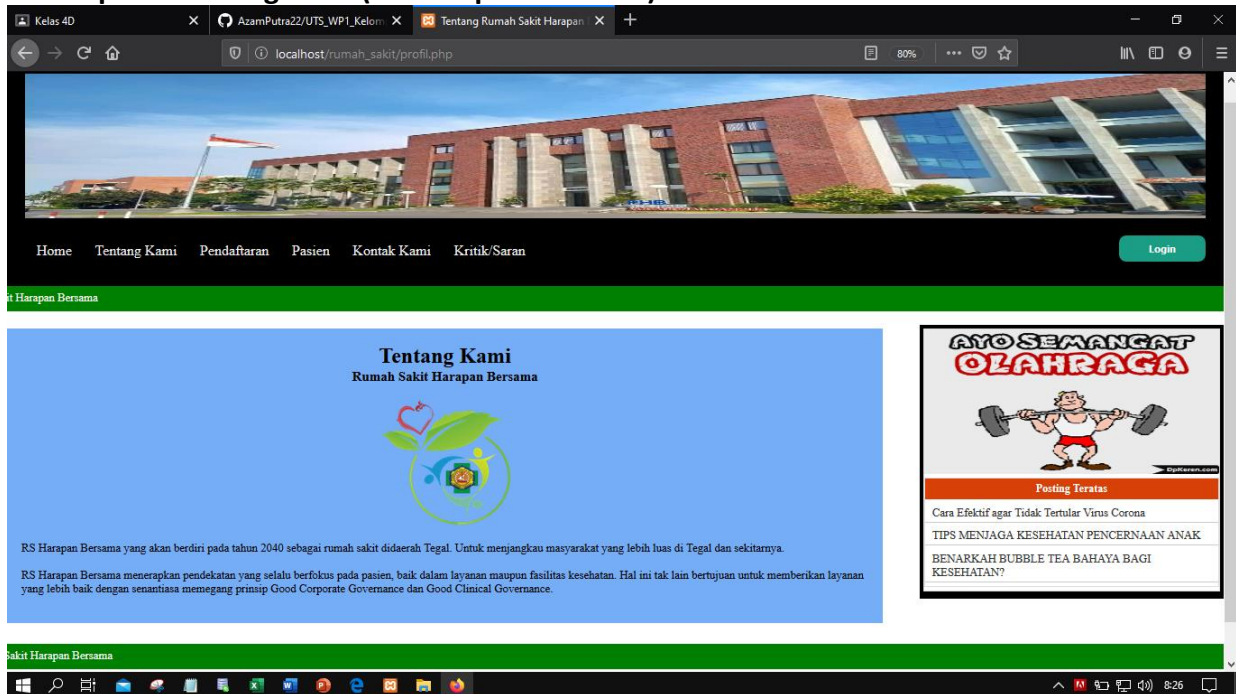 Kelas 4D
AzamPutra22/UTS_WP1_Kelom
Tentang Rumah Sakit Harapan
localhost/rumah_sakit/profil.php
80%
Home Tentang Kami Pendaftaran Pasien Kontak Kami Kritik/Saran
Login
it Harapan Bersama
Tentang Kami
Rumah Sakit Harapan Bersama
RS Harapan Bersama yang akan berdiri pada tahun 2040 sebagai rumah sakit didaerah Tegal. Untuk menjangkau masyarakat yang lebih luas di Tegal dan sekitarnya.
RS Harapan Bersama menerapkan pendekatan yang selalu berfokus pada pasien, baik dalam layanan maupun fasilitas kesehatan. Hal ini tak lain bertujuan untuk memberikan layanan
yang lebih baik dengan senantiasa memegang prinsip Good Corporate Governance dan Good Clinical Governance.
AYO SEMANGAT
OLAHRAGA
DpKeren.com
Posting Teratas
Cara Efektif agar Tidak Tertular Virus Corona
TIPS MENJAGA KESEHATAN PENCERNAAN ANAK
BENARKAH BUBBLE TEA BAHAYA BAGI
KESEHATAN?
Sakit Harapan Bersama
8:26